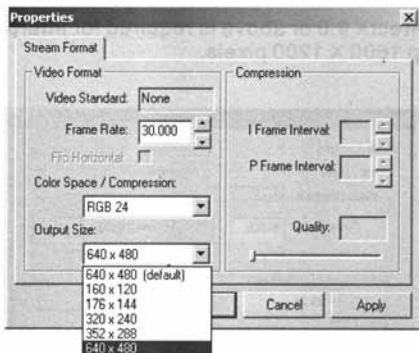 Properties
Stream Format
Video Format
Video Standard: None
Frame Rate: 30.000
Flip Horizontal:
Color Space / Compression:
RGB 24
Output Size:
640 x 480
640 x 480 (default)
160 x 120
176 x 144
320 x 240
352 x 288
640 x 480
Compression
I Frame Interval:
P Frame Interval:
Quality:
Cancel
Apply